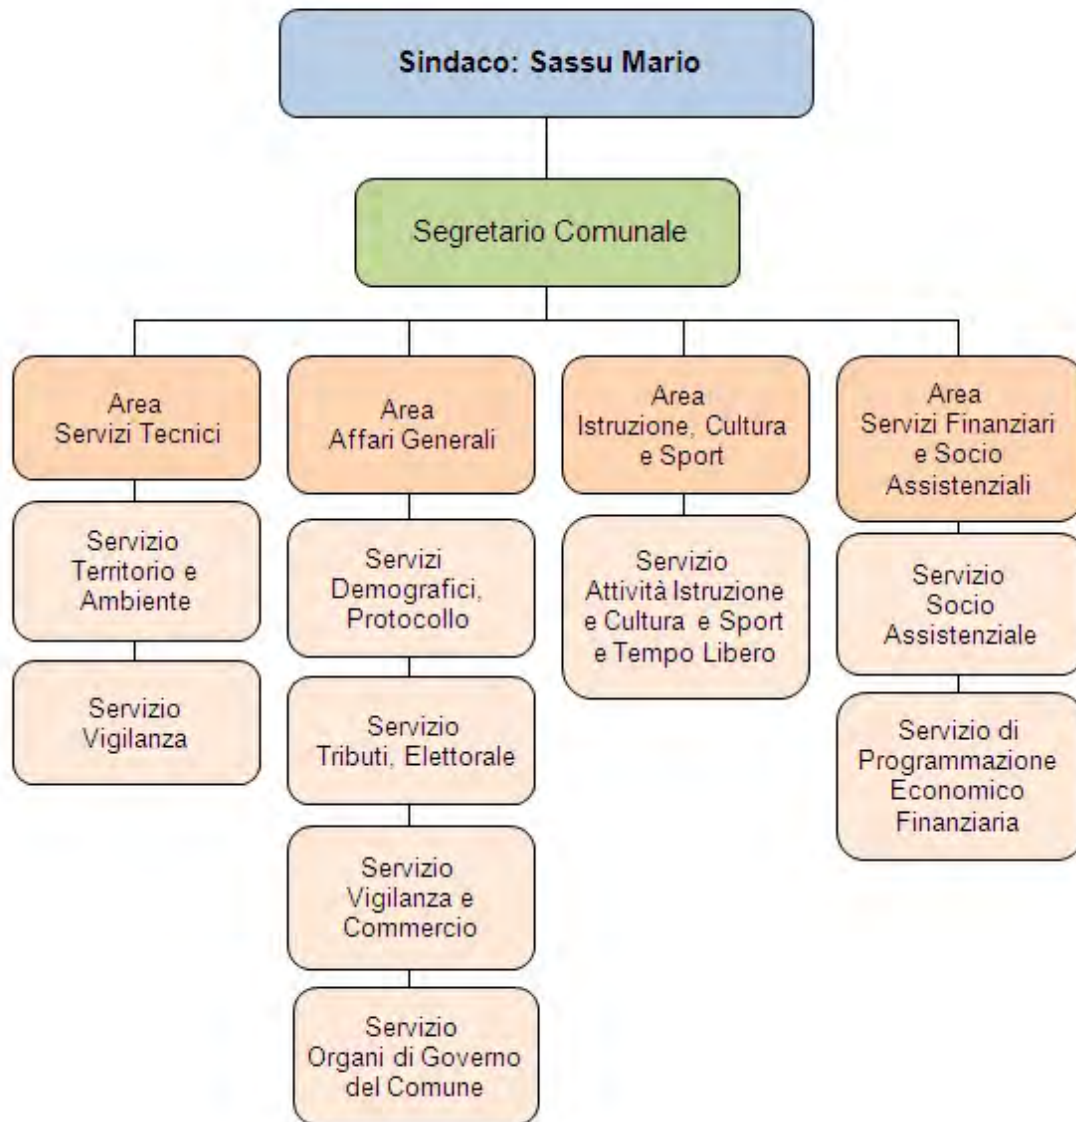 Sindaco: Sassu Mario
Segretario Comunale
Area
Servizi Tecnici
Servizio
Territorio e
Ambiente
Servizio
Vigilanza
Area
Affari Generali
Servizi
Demografici,
Protocollo
Servizio
Tributi, Elettorale
Servizio
Vigilanza e
Commercio
Servizio
Organi di Governo
del Comune
Area
Istruzione, Cultura
e Sport
Servizio
Attività Istruzione
e Cultura e Sport
e Tempo Libero
Area
Servizi Finanziari
e Socio
Assistenziali
Servizio
Socio
Assistenziale
Servizio di
Programmazione
Economico
Finanziaria